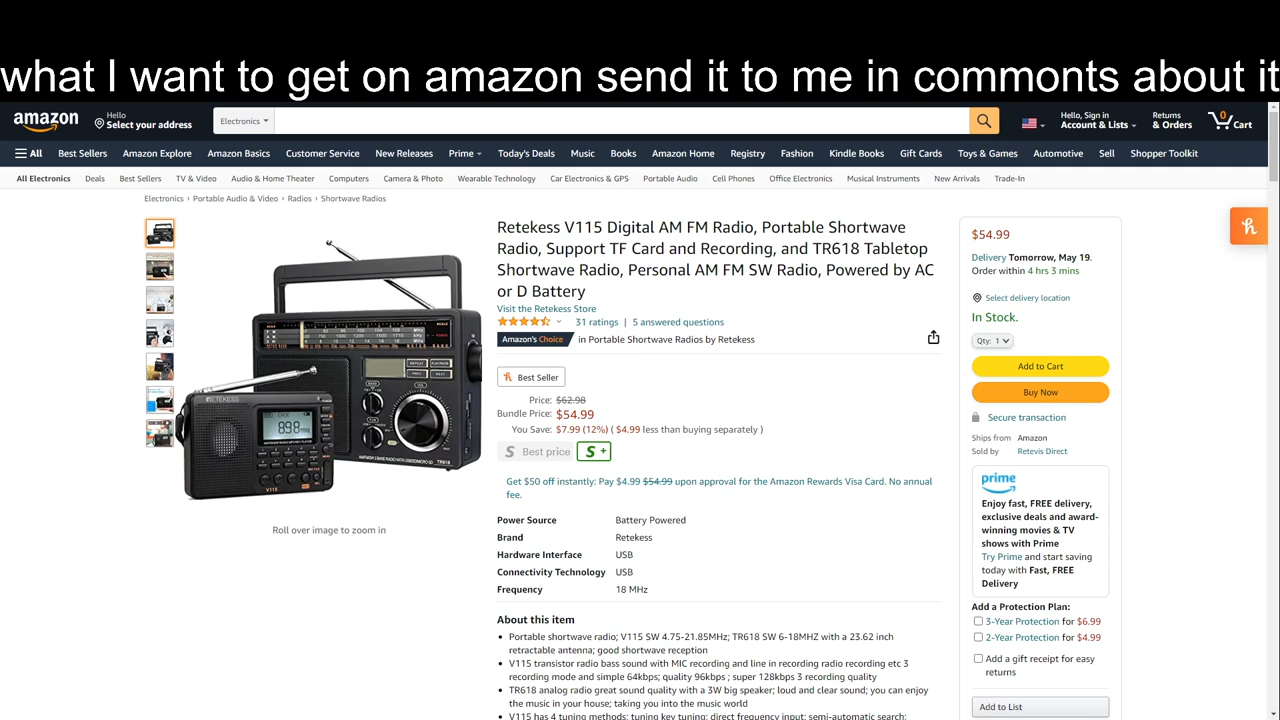 what I want to get on amazon send it to me in commonts about it
amazon
Hello
Select your address
Electronics
Hello, Sign in
Account & Lists
Returns
& Orders
0
Cart
All
Best Sellers
Amazon Explore
Amazon Basics
Customer Service
New Releases
Prime
Today's Deals
Music
Books
Amazon Home
Registry
Fashion
Kindle Books
Gift Cards
Toys & Games
Automotive
Sell
Shopper Toolkit
All Electronics
Deals
Best Sellers
TV & Video
Audio & Home Theater
Computers
Camera & Photo
Wearable Technology
Car Electronics & GPS
Portable Audio
Cell Phones
Office Electronics
Musical Instruments
New Arrivals
Trade-In
Electronics › Portable Audio & Video › Radios › Shortwave Radios
RETEKESS
898
V115
TR618
Roll over image to zoom in
Retekess V115 Digital AM FM Radio, Portable Shortwave
Radio, Support TF Card and Recording, and TR618 Tabletop
Shortwave Radio, Personal AM FM SW Radio, Powered by AC
or D Battery
Visit the Retekess Store
31 ratings | 5 answered questions
Amazon's Choice in Portable Shortwave Radios by Retekess
Best Seller
Price: $62.98
Bundle Price: $54.99
You Save: $7.99 (12%) ( $4.99 less than buying separately )
S Best price
S +
Get $50 off instantly: Pay $4.99 $54.99 upon approval for the Amazon Rewards Visa Card. No annual
fee.
Power Source Battery Powered
Brand Retekess
Hardware Interface USB
Connectivity Technology USB
Frequency 18 MHz
About this item
• Portable shortwave radio; V115 SW 4.75-21.85MHz; TR618 SW 6-18MHZ with a 23.62 inch
retractable antenna; good shortwave reception
• V115 transistor radio bass sound with MIC recording and line in recording radio recording etc 3
recording mode and simple 64kbps; quality 96kbps ; super 128kbps 3 recording quality
• TR618 analog radio great sound quality with a 3W big speaker; loud and clear sound; you can enjoy
the music in your house; taking you into the music world
• V115 has 4 tuning methods: tuning key tuning; direct frequency input; semi-automatic search;
$54.99
Delivery Tomorrow, May 19.
Order within 4 hrs 3 mins
Select delivery location
In Stock.
Qty: 1
Add to Cart
Buy Now
Secure transaction
Ships from Amazon
Sold by Retevis Direct
prime
Enjoy fast, FREE delivery,
exclusive deals and award-
winning movies & TV
shows with Prime
Try Prime and start saving
today with Fast, FREE
Delivery
Add a Protection Plan:
3-Year Protection for $6.99
2-Year Protection for $4.99
Add a gift receipt for easy
returns
Add to List